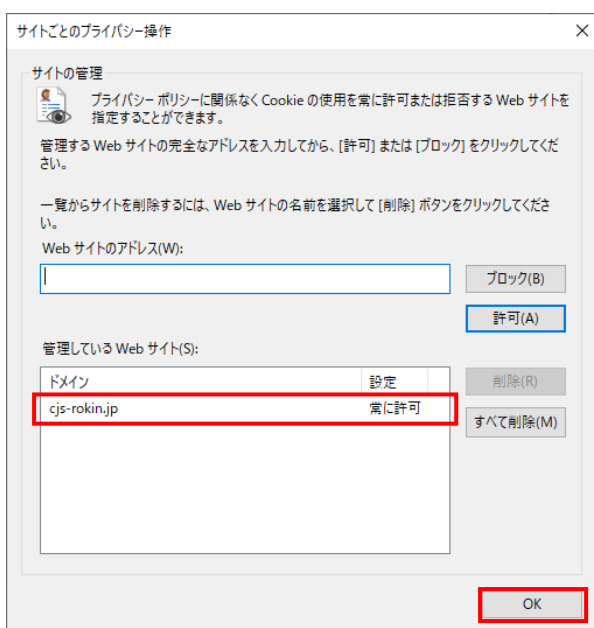 サイトごとのプライバシー操作
サイトの管理
プライバシー ポリシーに関係なく Cookie の使用を常に許可または拒否する Web サイトを
指定することができます。
管理する Web サイトの完全なアドレスを入力してから、[許可] または [ブロック] をクリックしてくだ
さい。
一覧からサイトを削除するには、Web サイトの名前を選択して [削除] ボタンをクリックしてくださ
い。
Web サイトのアドレス(W):
ブロック(B)
許可(A)
管理している Web サイト(S):
ドメイン 設定
削除(R)
cjs-rokin.jp 常に許可
すべて削除(M)
OK